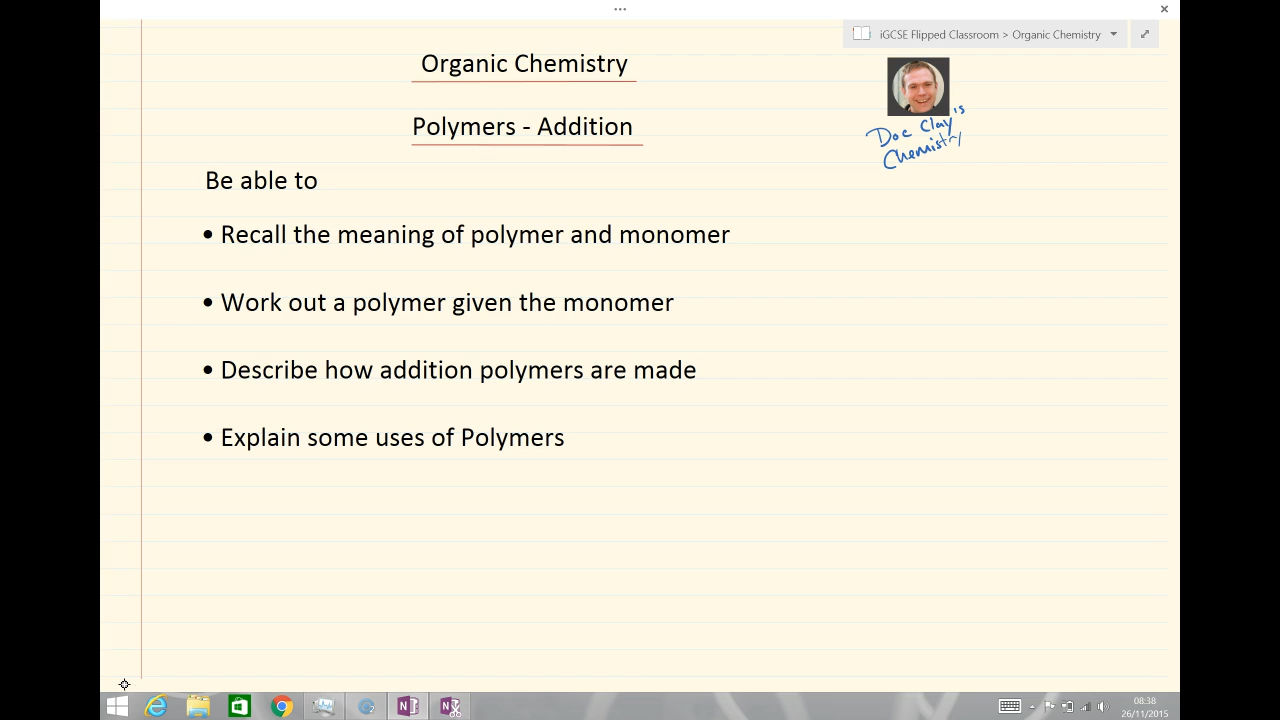 iGCSE Flipped Classroom > Organic Chemistry
Organic Chemistry
Doc Clay's
Chemistry
Polymers - Addition
Be able to
• Recall the meaning of polymer and monomer
• Work out a polymer given the monomer
• Describe how addition polymers are made
• Explain some uses of Polymers
08:38
26/11/2015